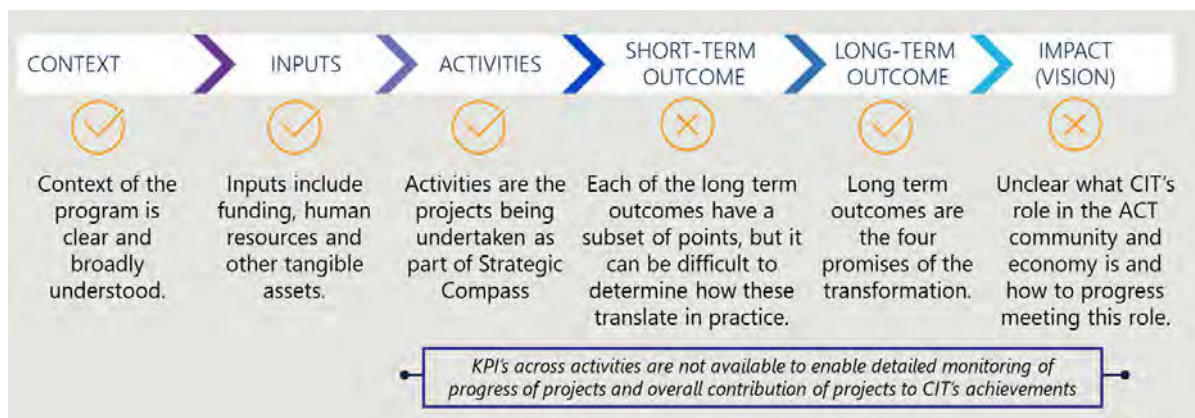 CONTEXT
INPUTS
ACTIVITIES
SHORT-TERM
OUTCOME
LONG-TERM
OUTCOME
IMPACT
(VISION)
Context of the
program is
clear and
broadly
understood.
Inputs include
funding, human
resources and
other tangible
assets.
Activities are the
projects being
undertaken as
part of Strategic
Compass
Each of the long term
outcomes have a
subset of points, but it
can be difficult to
determine how these
translate in practice.
Long term
outcomes are
the four
promises of the
transformation.
Unclear what CIT's
role in the ACT
community and
economy is and
how to progress
meeting this role.
KPI's across activities are not available to enable detailed monitoring of
progress of projects and overall contribution of projects to CIT's achievements